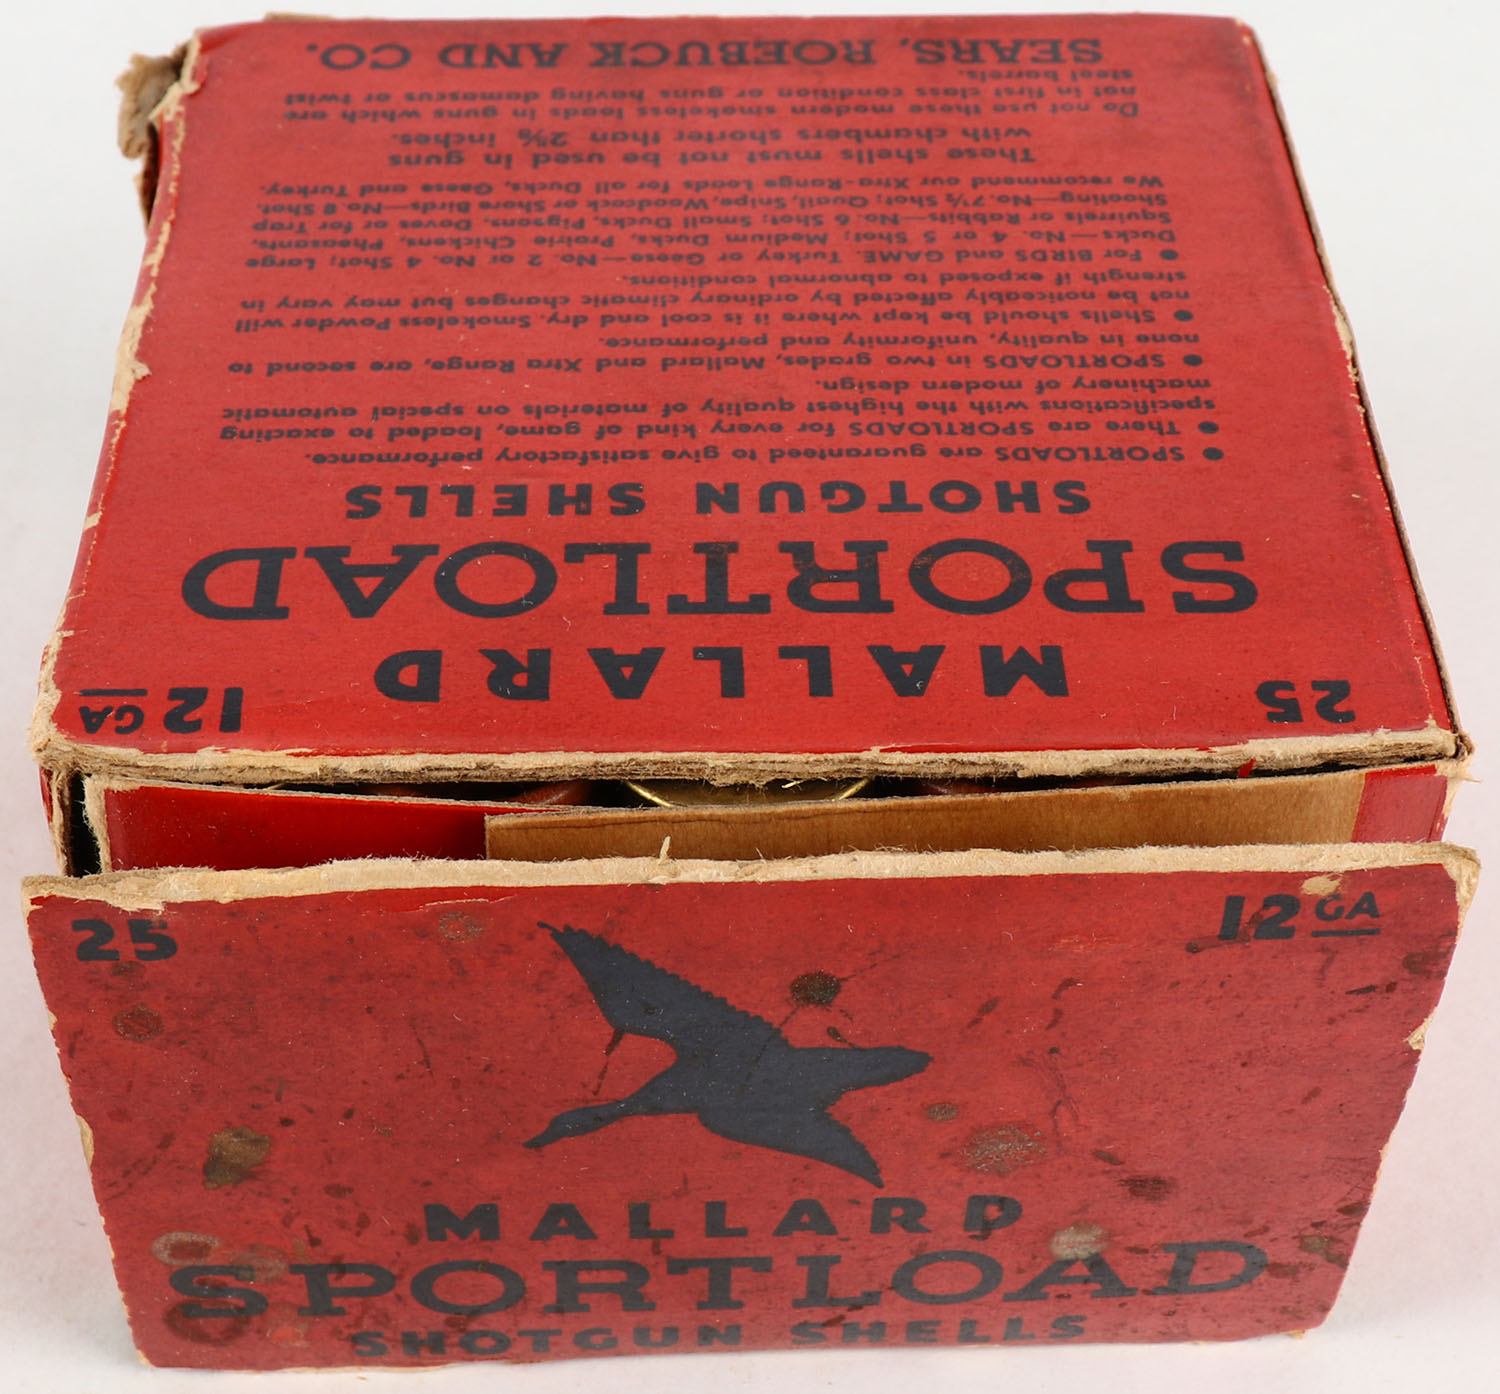 25
12 GA
MALLARD
SPORTLOAD
SHOTGUN SHELLS
● SPORTLOADS are guaranteed to give satisfactory performance.
● There are SPORTLOADS for every kind of game, loaded to exacting
specifications with the highest quality of materials on special automatic
machinery of modern design.
● SPORTLOADS in two grades, Mallard and Xtra Range, are second to
none in quality, uniformity and performance.
● Shells should be kept where it is cool and dry. Smokeless Powder will
not be noticeably affected by ordinary climatic changes but may vary in
strength if exposed to abnormal conditions.
● For BIRDS and GAME. Turkey or Geese—No. 2 or No. 4 Shot; Large
Ducks—No. 4 or 5 Shot; Medium Ducks, Prairie Chickens, Pheasants,
Squirrels or Rabbits—No. 6 Shot; Small Ducks, Pigeons, Doves or for Trap
Shooting—No. 7½ Shot; Quail, Snipe, Woodcock or Shore Birds—No. 8 Shot.
We recommend our Xtra-Range Loads for all Ducks, Geese and Turkey.
These shells must not be used in guns
with chambers shorter than 2⅝ inches.
Do not use these modern smokeless loads in guns which are
not in first class condition or guns having damascus or twist
steel barrels.
SEARS, ROEBUCK AND CO.
25
12 GA
MALLARD
SPORTLOAD
SHOTGUN SHELLS